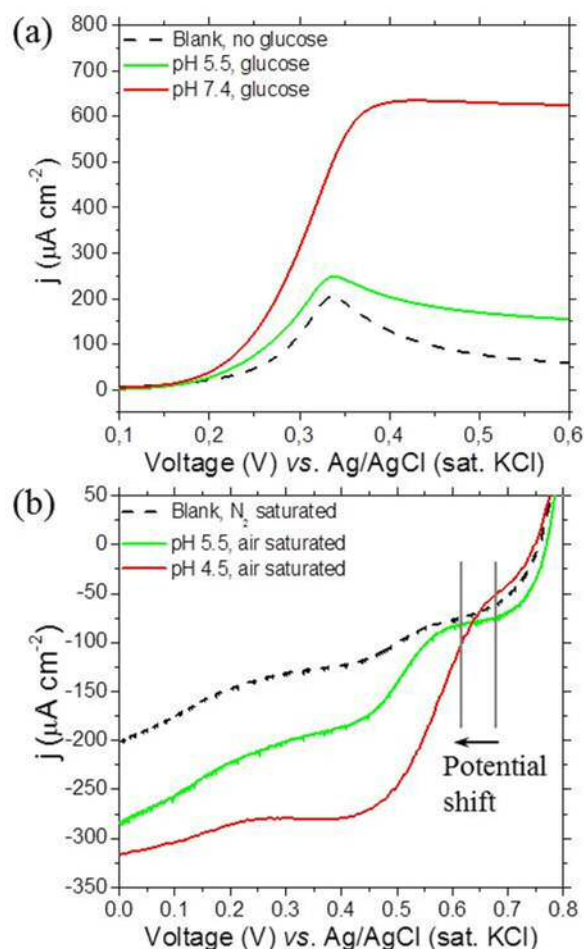 (a)
800
700
600
500
400
300
200
100
0
j (μA cm-2)
Blank, no glucose
pH 5.5, glucose
pH 7.4, glucose
0,1 0,2 0,3 0,4 0,5 0,6
Voltage (V) vs. Ag/AgCl (sat. KCl)
(b)
50
0
-50
-100
-150
-200
-250
-300
-350
j (μA cm-2)
Blank, N2 saturated
pH 5.5, air saturated
pH 4.5, air saturated
Potential
shift
0.0 0.1 0.2 0.3 0.4 0.5 0.6 0.7 0.8
Voltage (V) vs. Ag/AgCl (sat. KCl)